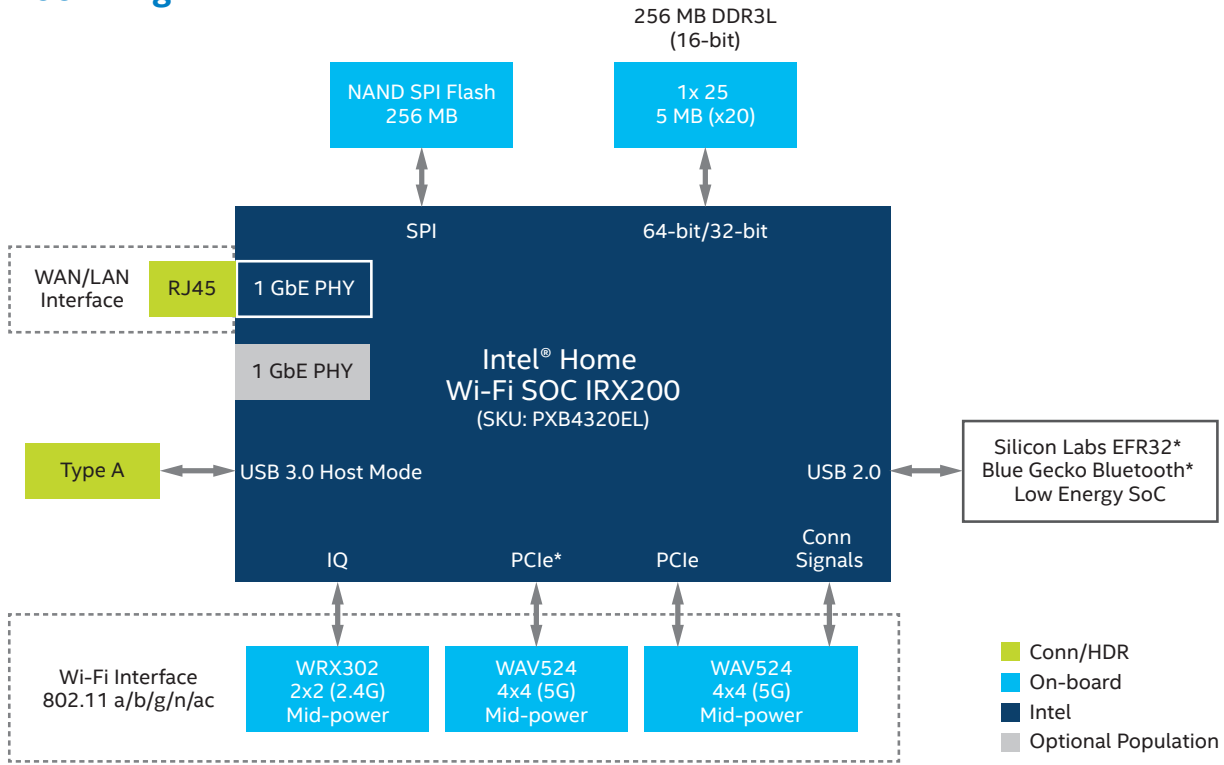 256 MB DDR3L
(16-bit)
NAND SPI Flash
256 MB
1x 25
5 MB (x20)
SPI
64-bit/32-bit
WAN/LAN
Interface
RJ45
1 GbE PHY
1 GbE PHY
Intel® Home
Wi-Fi SOC IRX200
(SKU: PXB4320EL)
Type A
USB 3.0 Host Mode
USB 2.0
Silicon Labs EFR32*
Blue Gecko Bluetooth*
Low Energy SoC
IQ
PCIe*
PCIe
Conn
Signals
Wi-Fi Interface
802.11 a/b/g/n/ac
WRX302
2x2 (2.4G)
Mid-power
WAV524
4x4 (5G)
Mid-power
WAV524
4x4 (5G)
Mid-power
Conn/HDR
On-board
Intel
Optional Population